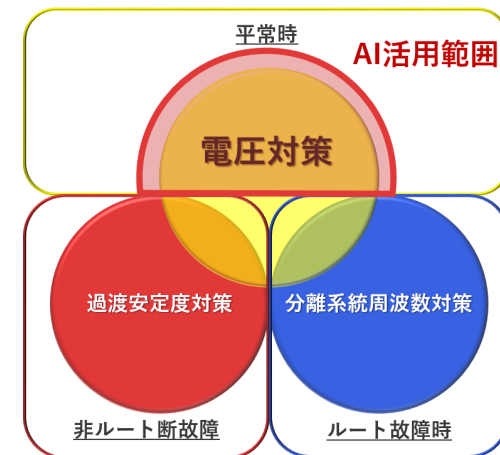 平常時
AI活用範囲
電圧対策
過渡安定度対策
分離系統周波数対策
非ルート断故障
ルート故障時